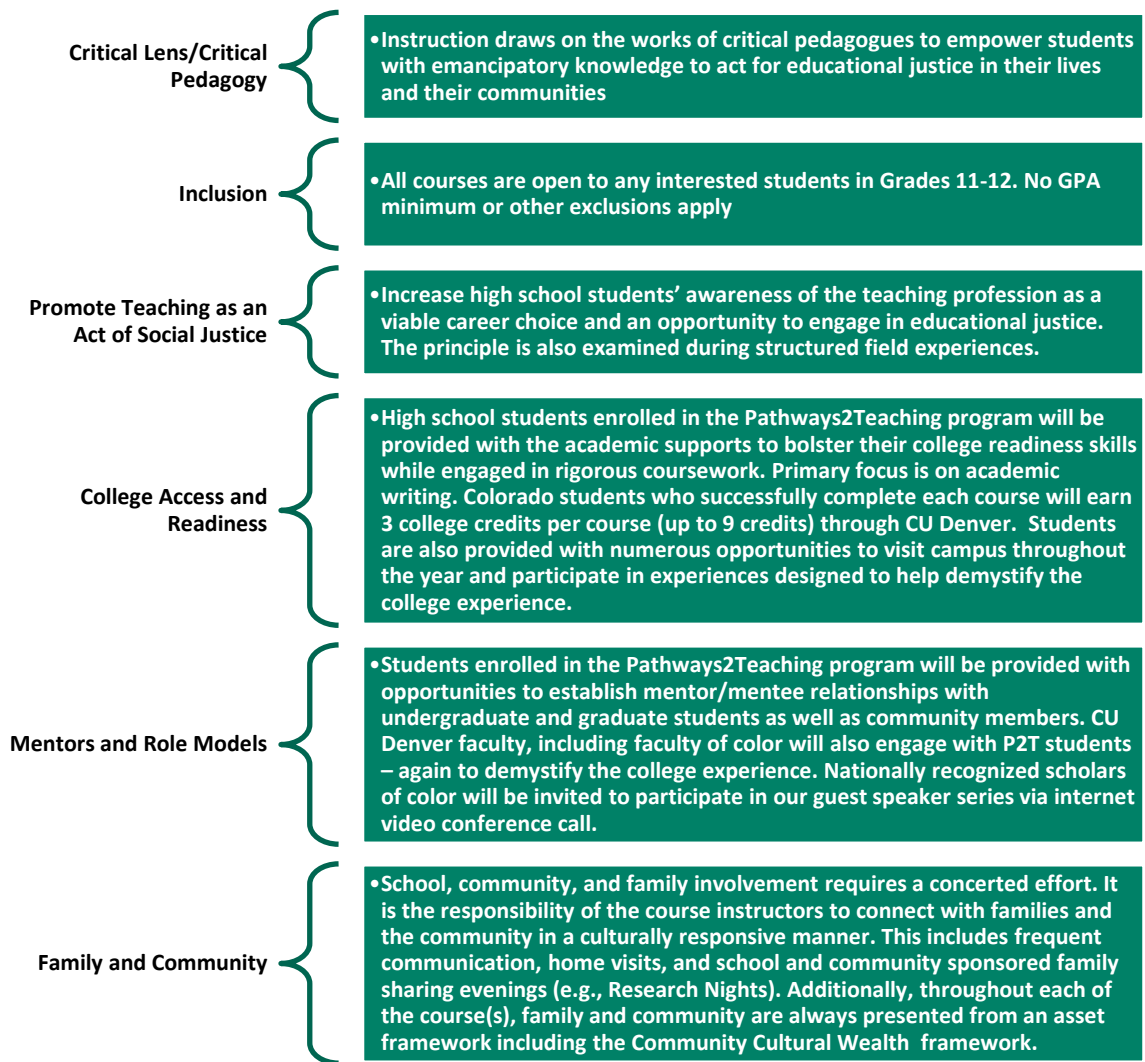 Critical Lens/Critical
Pedagogy
•Instruction draws on the works of critical pedagogues to empower students
with emancipatory knowledge to act for educational justice in their lives
and their communities
Inclusion
•All courses are open to any interested students in Grades 11-12. No GPA
minimum or other exclusions apply
Promote Teaching as an
Act of Social Justice
•Increase high school students’ awareness of the teaching profession as a
viable career choice and an opportunity to engage in educational justice.
The principle is also examined during structured field experiences.
College Access and
Readiness
•High school students enrolled in the Pathways2Teaching program will be
provided with the academic supports to bolster their college readiness skills
while engaged in rigorous coursework. Primary focus is on academic
writing. Colorado students who successfully complete each course will earn
3 college credits per course (up to 9 credits) through CU Denver.  Students
are also provided with numerous opportunities to visit campus throughout
the year and participate in experiences designed to help demystify the
college experience.
Mentors and Role Models
•Students enrolled in the Pathways2Teaching program will be provided with
opportunities to establish mentor/mentee relationships with
undergraduate and graduate students as well as community members. CU
Denver faculty, including faculty of color will also engage with P2T students
– again to demystify the college experience. Nationally recognized scholars
of color will be invited to participate in our guest speaker series via internet
video conference call.
Family and Community
•School, community, and family involvement requires a concerted effort. It
is the responsibility of the course instructors to connect with families and
the community in a culturally responsive manner. This includes frequent
communication, home visits, and school and community sponsored family
sharing evenings (e.g., Research Nights). Additionally, throughout each of
the course(s), family and community are always presented from an asset
framework including the Community Cultural Wealth  framework.